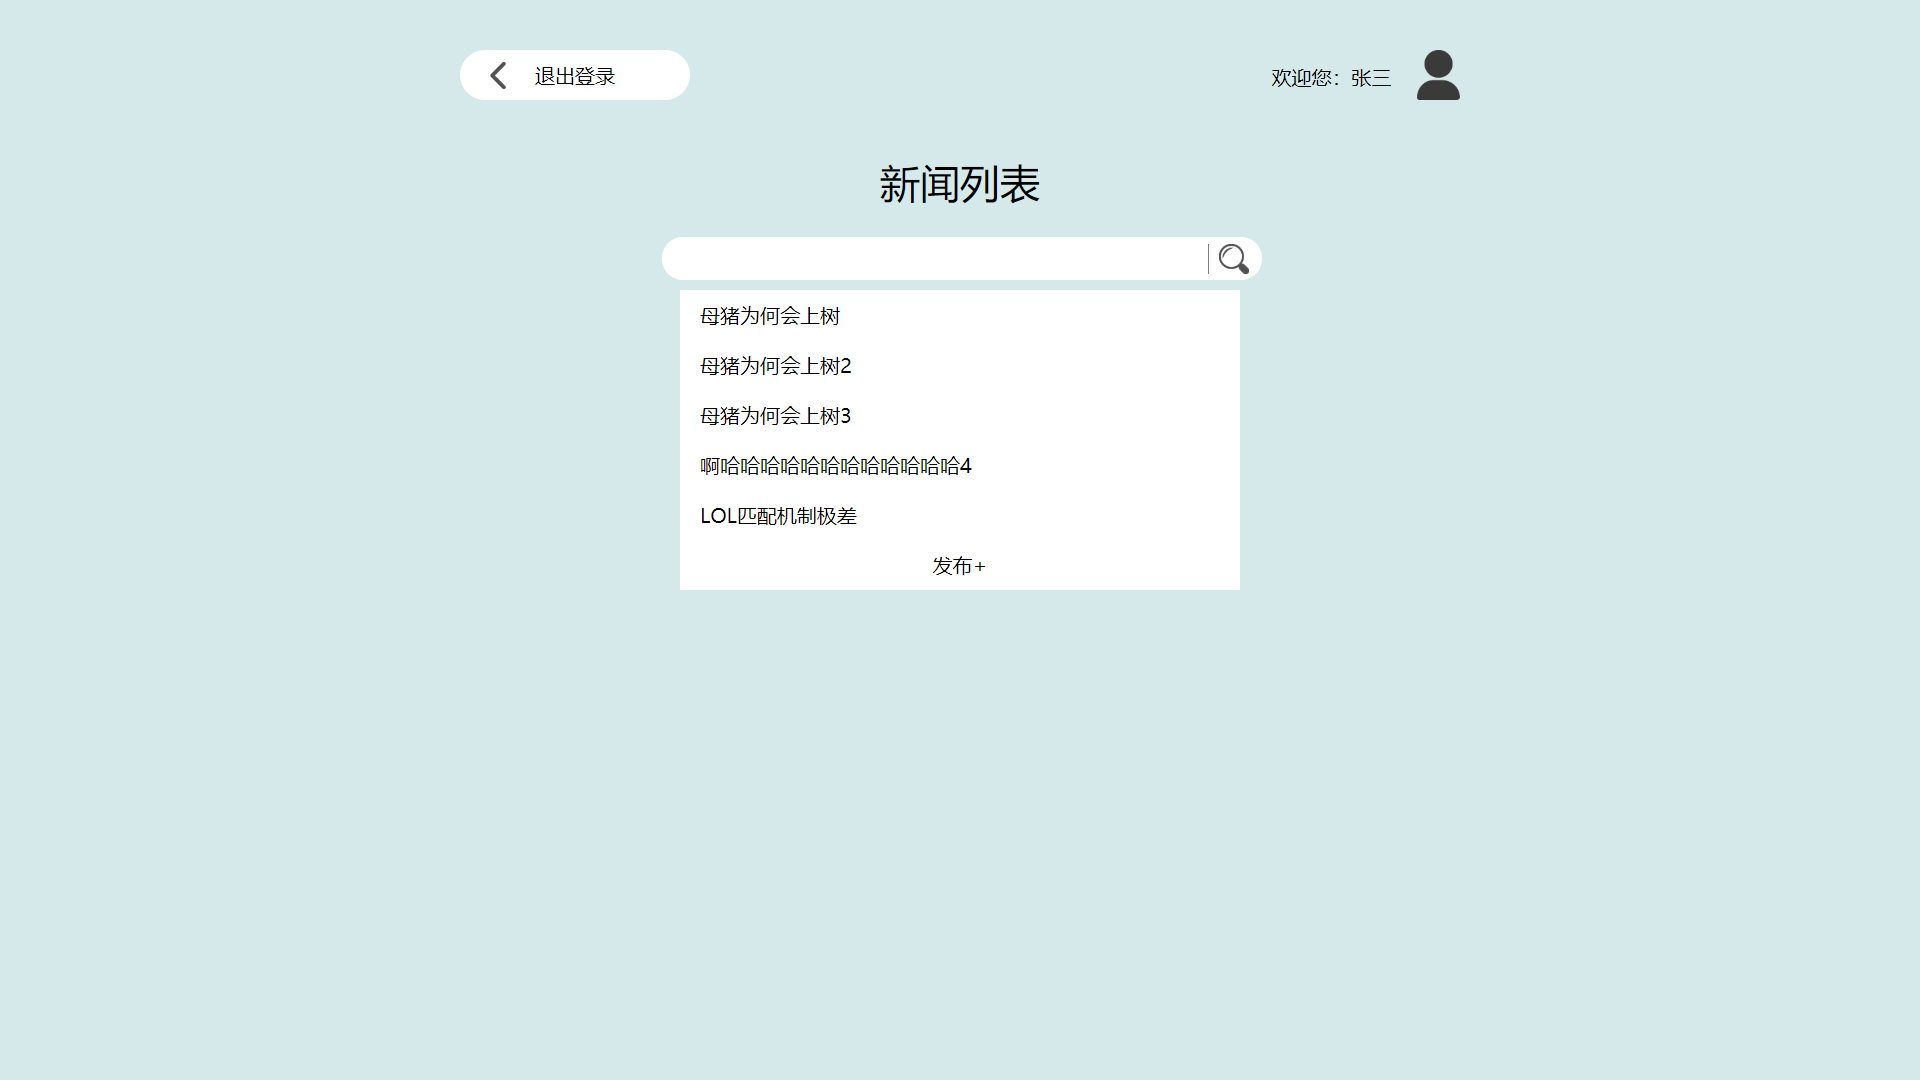 退出登录
欢迎您：张三
新闻列表
母猪为何会上树
母猪为何会上树2
母猪为何会上树3
啊哈哈哈哈哈哈哈哈哈哈哈哈4
LOL匹配机制极差
发布+